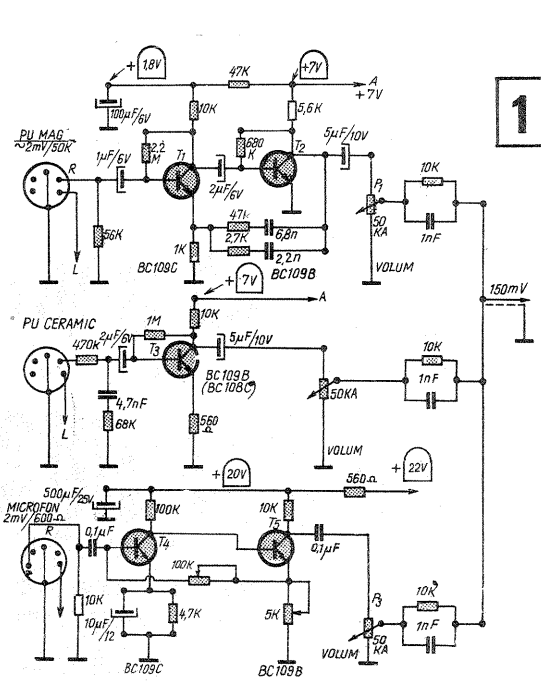 + 1,8V
47K
+7V
A
+7V
1
100µF/6V
10K
5,6K
PU MAG
~2mV/50K
R
1µF/6V
2,2
M
T1
680
K
T2
5µF/10V
2µF/6V
P1
50
KA
10K
1nF
56K
L
47k
6,8n
2,7K
2,2n
1K
BC109C
BC109B
VOLUM
150mV
+ 7V
A
PU CERAMIC
10K
470K
2µF/6V
1M
T3
5µF/10V
BC109B
(BC108C)
50KA
10K
1nF
4,7nF
68K
L
560
Ω
VOLUM
+ 20V
+ 22V
560Ω
500µF/25V
100K
10K
MICROFON
2mV/600Ω
R
0,1µF
T4
T5
0,1µF
100K
10K
10µF/12
4,7K
5K
P3
50
KA
10K
1nF
VOLUM
BC109C
BC109B